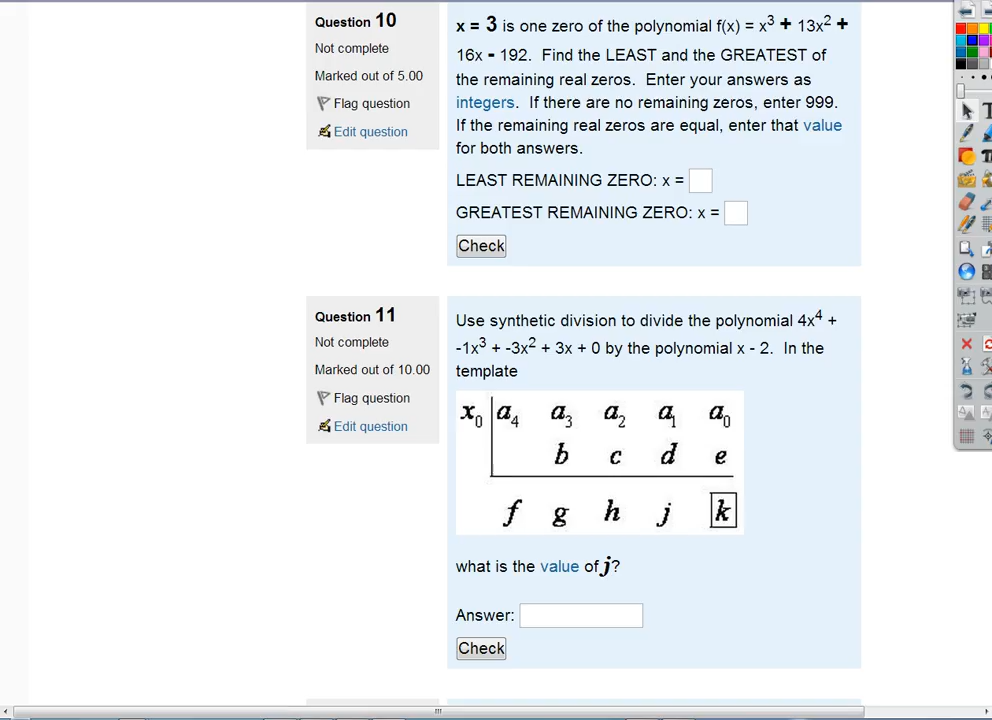 Question 10
Not complete
Marked out of 5.00
Flag question
Edit question
x = 3 is one zero of the polynomial f(x) = x³ + 13x² +
16x - 192. Find the LEAST and the GREATEST of
the remaining real zeros. Enter your answers as
integers. If there are no remaining zeros, enter 999.
If the remaining real zeros are equal, enter that value
for both answers.
LEAST REMAINING ZERO: x =
GREATEST REMAINING ZERO: x =
Check
Question 11
Not complete
Marked out of 10.00
Flag question
Edit question
Use synthetic division to divide the polynomial 4x⁴ +
-1x³ + -3x² + 3x + 0 by the polynomial x - 2. In the
template
x₀ a₄ a₃ a₂ a₁ a₀
b c d e
f g h j k
what is the value of j?
Answer:
Check